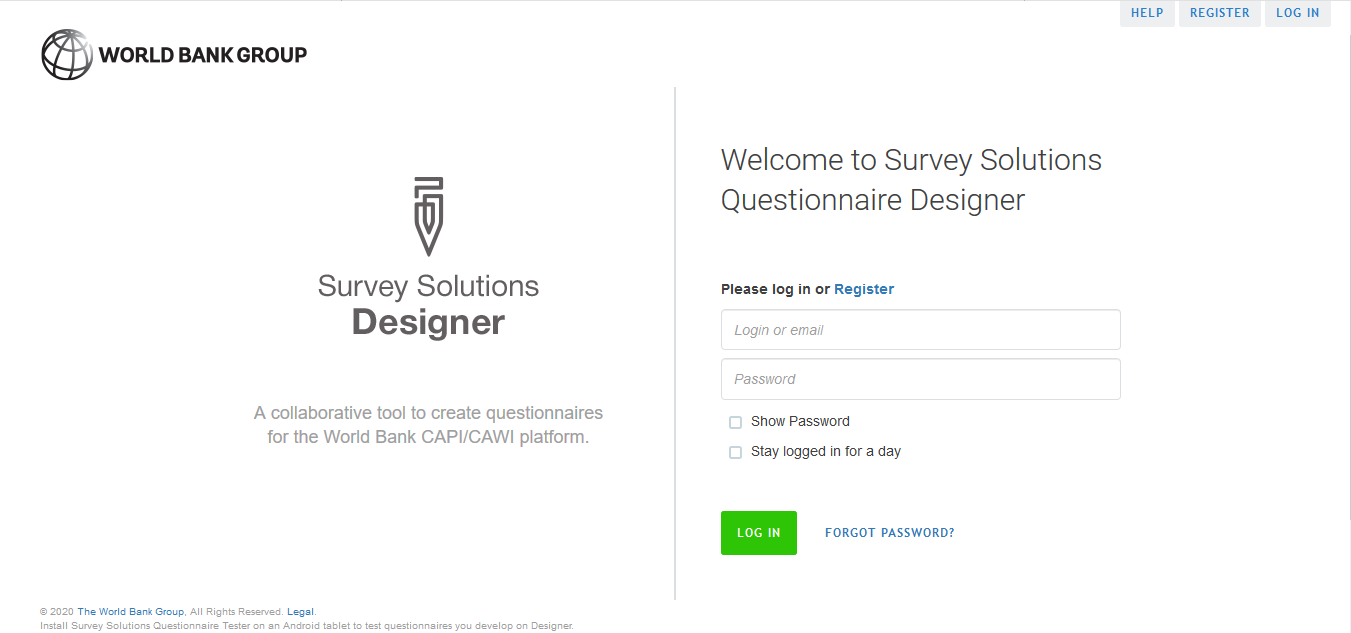 HELP REGISTER LOG IN
WORLD BANK GROUP
Survey Solutions
Designer
A collaborative tool to create questionnaires
for the World Bank CAPI/CAWI platform.
Welcome to Survey Solutions
Questionnaire Designer
Please log in or Register
Login or email
Password
Show Password
Stay logged in for a day
LOG IN FORGOT PASSWORD?
© 2020 The World Bank Group, All Rights Reserved. Legal.
Install Survey Solutions Questionnaire Tester on an Android tablet to test questionnaires you develop on Designer.